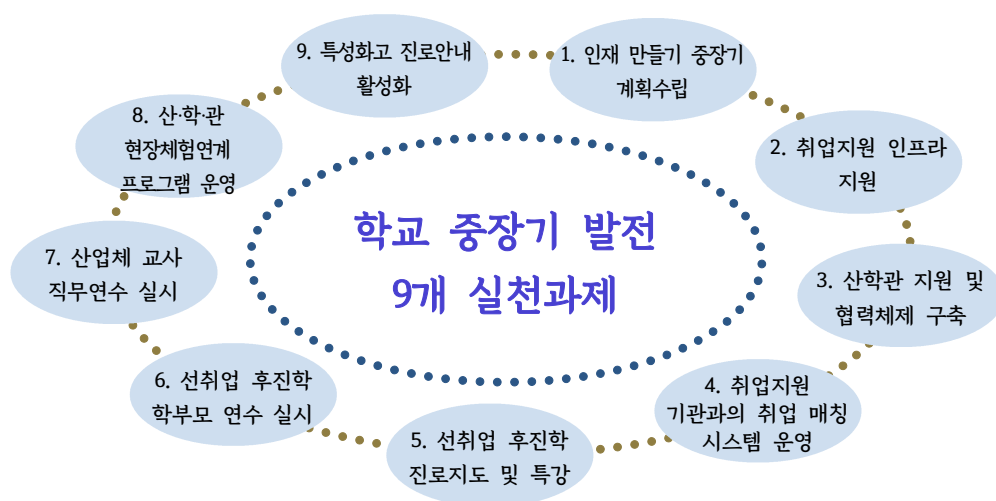 학교 중장기 발전
9개 실천과제
1. 인재 만들기 중장기
계획수립
2. 취업지원 인프라
지원
3. 산학관 지원 및
협력체제 구축
4. 취업지원
기관과의 취업 매칭
시스템 운영
5. 선취업 후진학
진로지도 및 특강
6. 선취업 후진학
학부모 연수 실시
7. 산업체 교사
직무연수 실시
8. 산·학·관
현장체험연계
프로그램 운영
9. 특성화고 진로안내
활성화